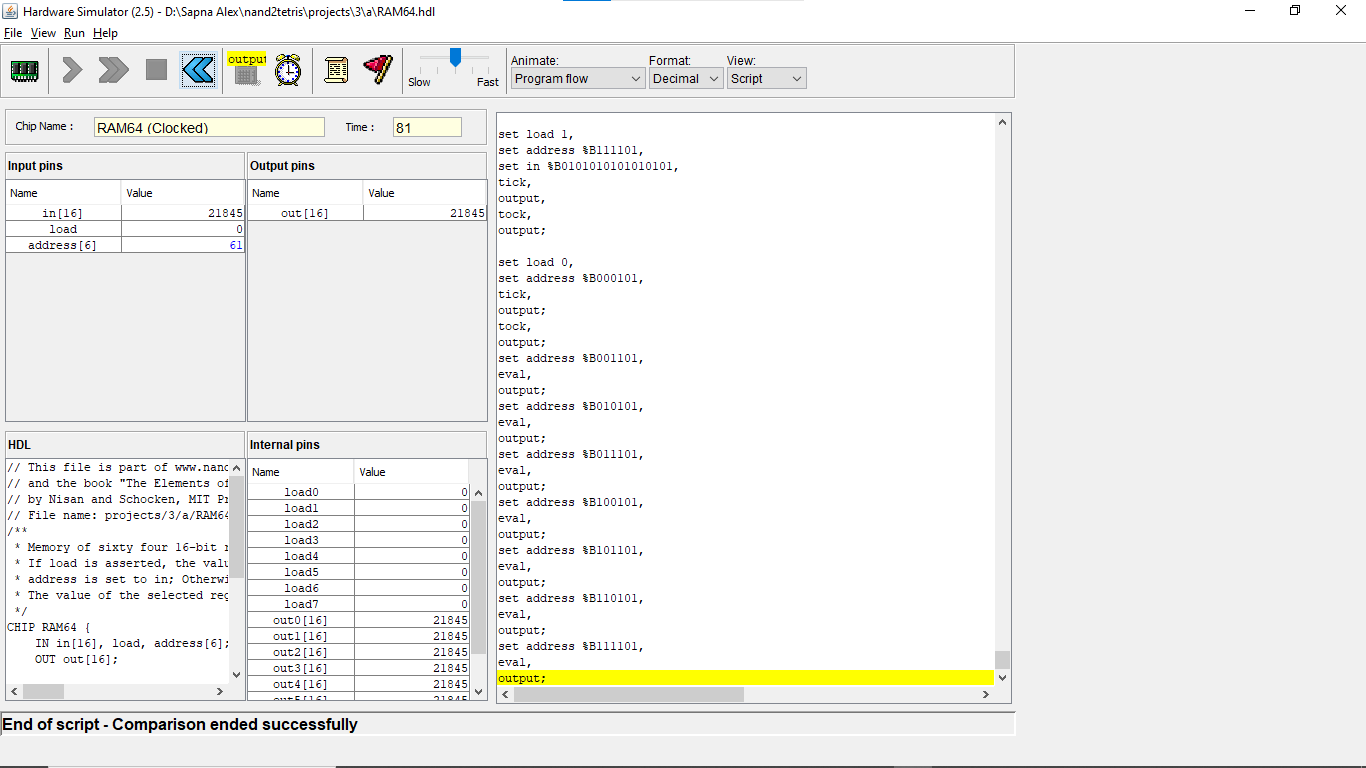 Hardware Simulator (2.5) - D:\Sapna Alex\nand2tetris\projects\3\a\RAM64.hdl
File View Run Help
output
Slow Fast
Animate: Format: View:
Program flow Decimal Script
Chip Name : RAM64 (Clocked) Time : 81
Input pins
Name Value
in[16] 21845
load 0
address[6] 61
Output pins
Name Value
out[16] 21845
HDL
// This file is part of www.nand
// and the book "The Elements of
// by Nisan and Schocken, MIT Pr
// File name: projects/3/a/RAM64
/**
* Memory of sixty four 16-bit r
* If load is asserted, the valu
* address is set to in; Otherwi
* The value of the selected reg
*/
CHIP RAM64 {
IN in[16], load, address[6];
OUT out[16];
Internal pins
Name Value
load0 0
load1 0
load2 0
load3 0
load4 0
load5 0
load6 0
load7 0
out0[16] 21845
out1[16] 21845
out2[16] 21845
out3[16] 21845
out4[16] 21845
out5[16] 21845
set load 1,
set address %B111101,
set in %B0101010101010101,
tick,
output,
tock,
output;
set load 0,
set address %B000101,
tick,
output;
tock,
output;
set address %B001101,
eval,
output;
set address %B010101,
eval,
output;
set address %B011101,
eval,
output;
set address %B100101,
eval,
output;
set address %B101101,
eval,
output;
set address %B110101,
eval,
output;
set address %B111101,
eval,
output;
End of script - Comparison ended successfully